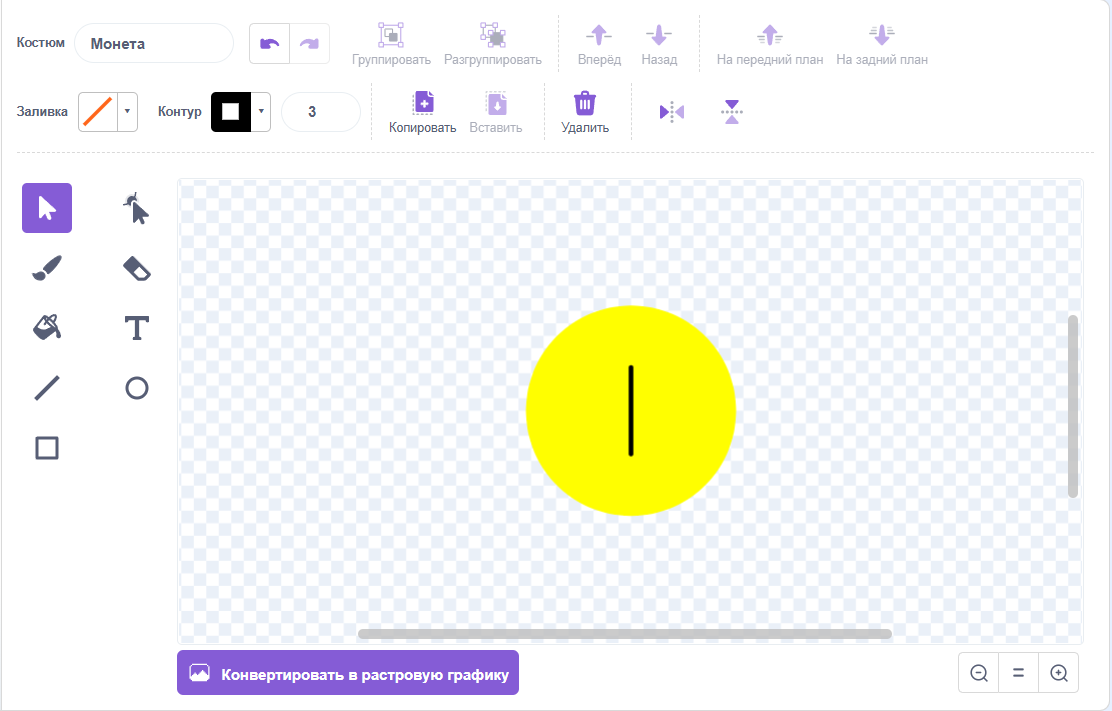 Костюм Монета Группировать Разгруппировать Вперёд Назад На передний план На задний план
Заливка Контур 3 Копировать Вставить Удалить
T
Конвертировать в растровую графику